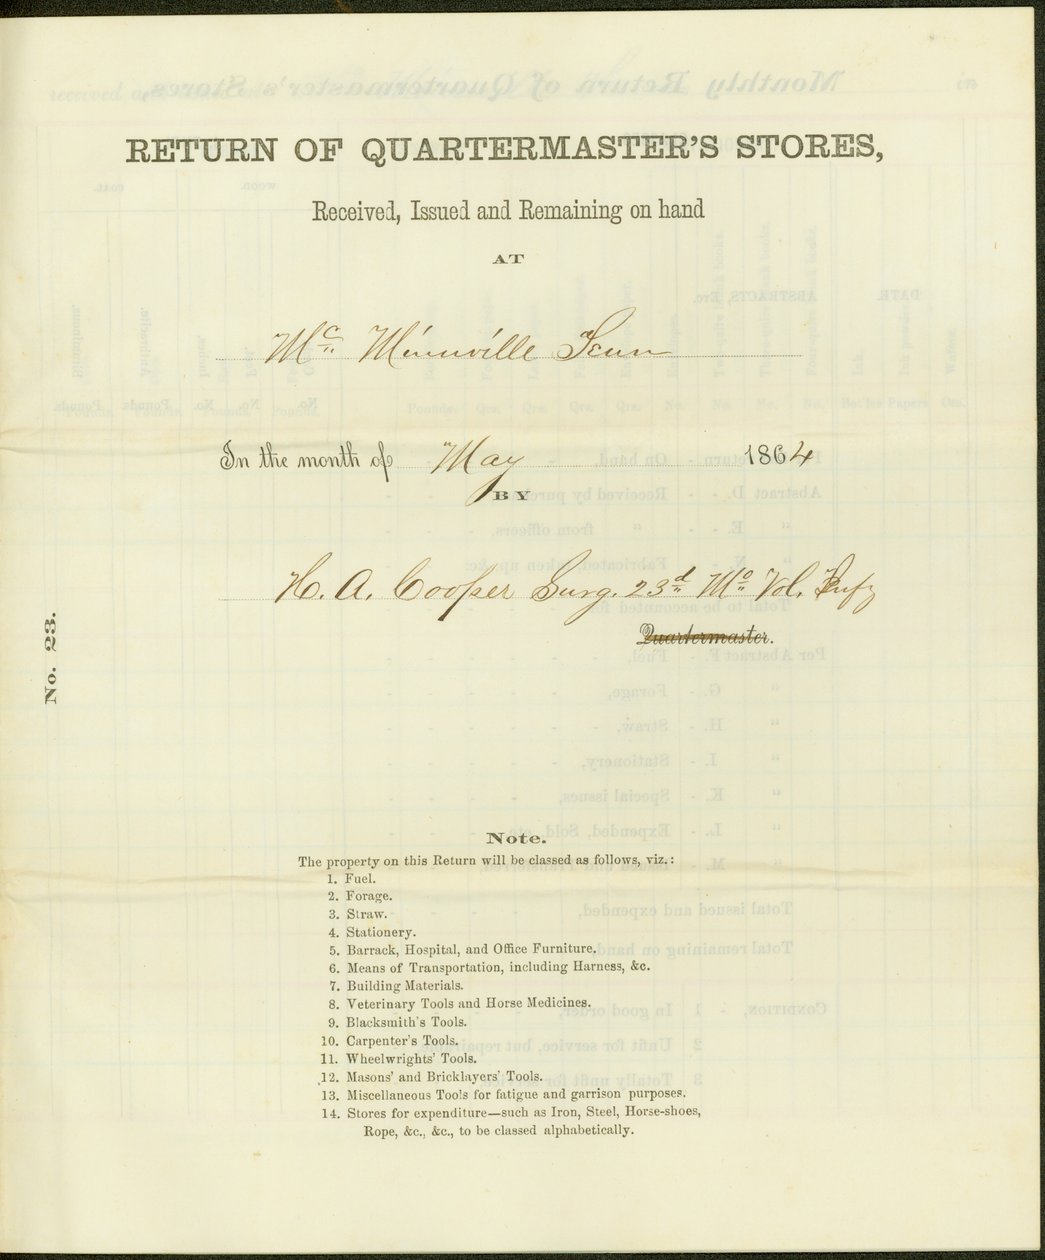 RETURN OF QUARTERMASTER'S STORES,
Received, Issued and Remaining on hand
AT
Mc Minnville Tenn
In the month of May 1864
BY
H. A. Cooper Surg. 23d Mo Vol. Infy
Quartermaster.
No. 23.
Note.
The property on this Return will be classed as follows, viz.:
1. Fuel.
2. Forage.
3. Straw.
4. Stationery.
5. Barrack, Hospital, and Office Furniture.
6. Means of Transportation, including Harness, &c.
7. Building Materials.
8. Veterinary Tools and Horse Medicines.
9. Blacksmith's Tools.
10. Carpenter's Tools.
11. Wheelwrights' Tools.
12. Masons' and Bricklayers' Tools.
13. Miscellaneous Tools for fatigue and garrison purposes.
14. Stores for expenditure—such as Iron, Steel, Horse-shoes,
Rope, &c., &c., to be classed alphabetically.